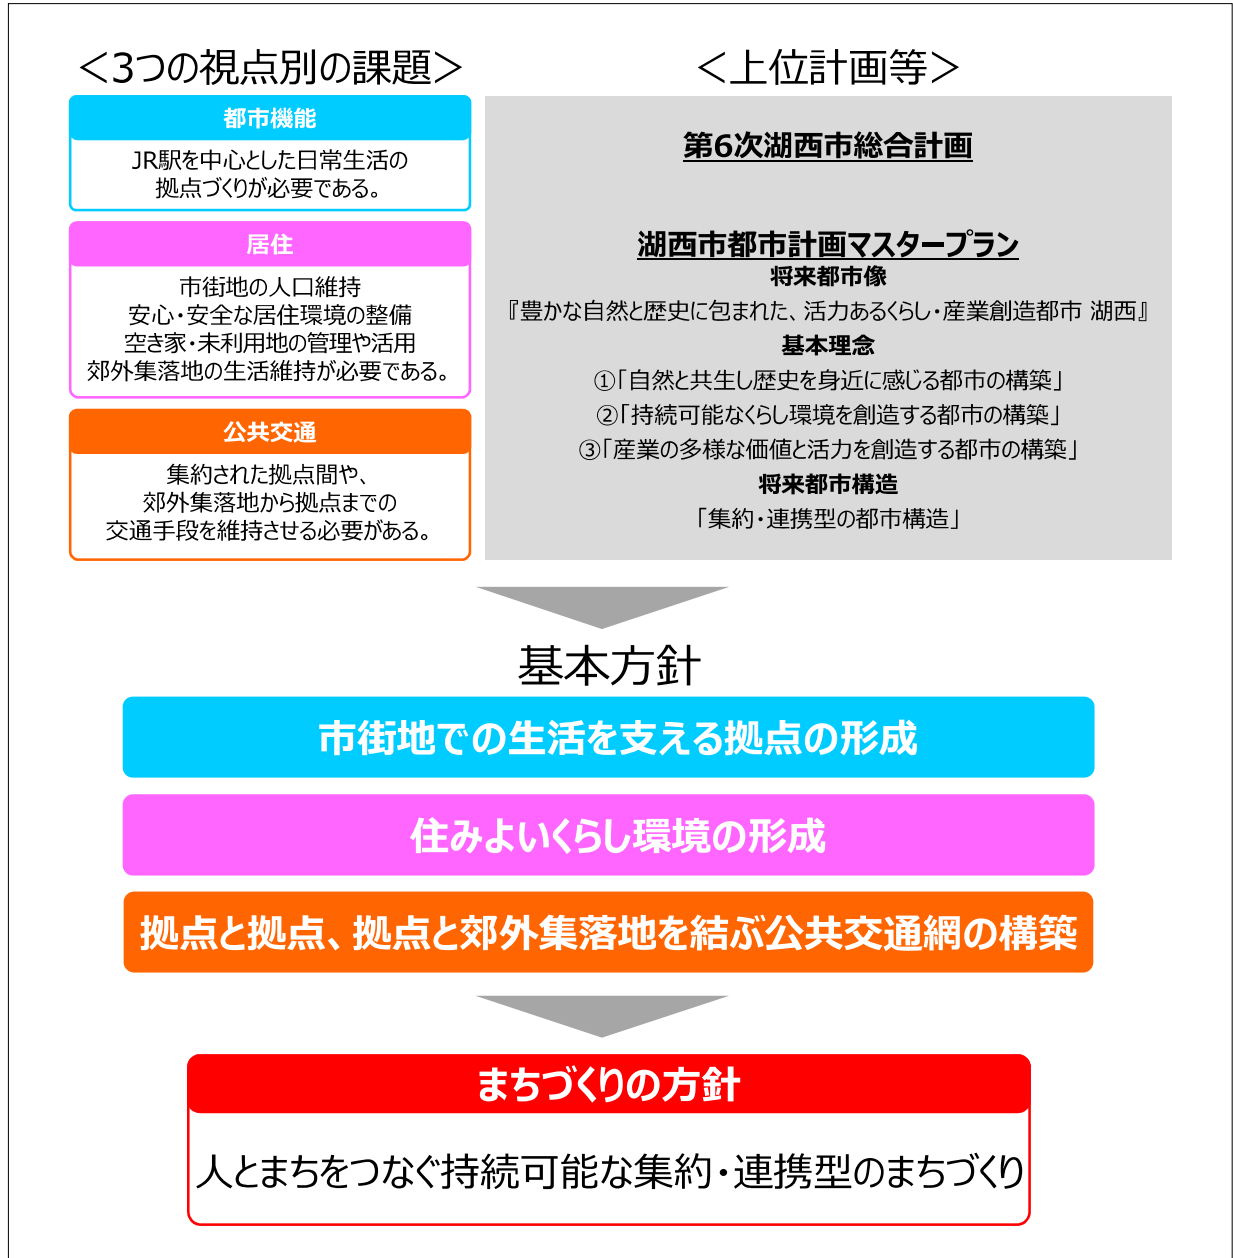 ＜3つの視点別の課題＞
都市機能
JR駅を中心とした日常生活の
拠点づくりが必要である。
居住
市街地の人口維持
安心・安全な居住環境の整備
空き家・未利用地の管理や活用
郊外集落地の生活維持が必要である。
公共交通
集約された拠点間や、
郊外集落地から拠点までの
交通手段を維持させる必要がある。
＜上位計画等＞
第6次湖西市総合計画
湖西市都市計画マスタープラン
将来都市像
『豊かな自然と歴史に包まれた、活力あるくらし・産業創造都市 湖西』
基本理念
①「自然と共生し歴史を身近に感じる都市の構築」
②「持続可能なくらし環境を創造する都市の構築」
③「産業の多様な価値と活力を創造する都市の構築」
将来都市構造
「集約・連携型の都市構造」
基本方針
市街地での生活を支える拠点の形成
住みよいくらし環境の形成
拠点と拠点、拠点と郊外集落地を結ぶ公共交通網の構築
まちづくりの方針
人とまちをつなぐ持続可能な集約・連携型のまちづくり